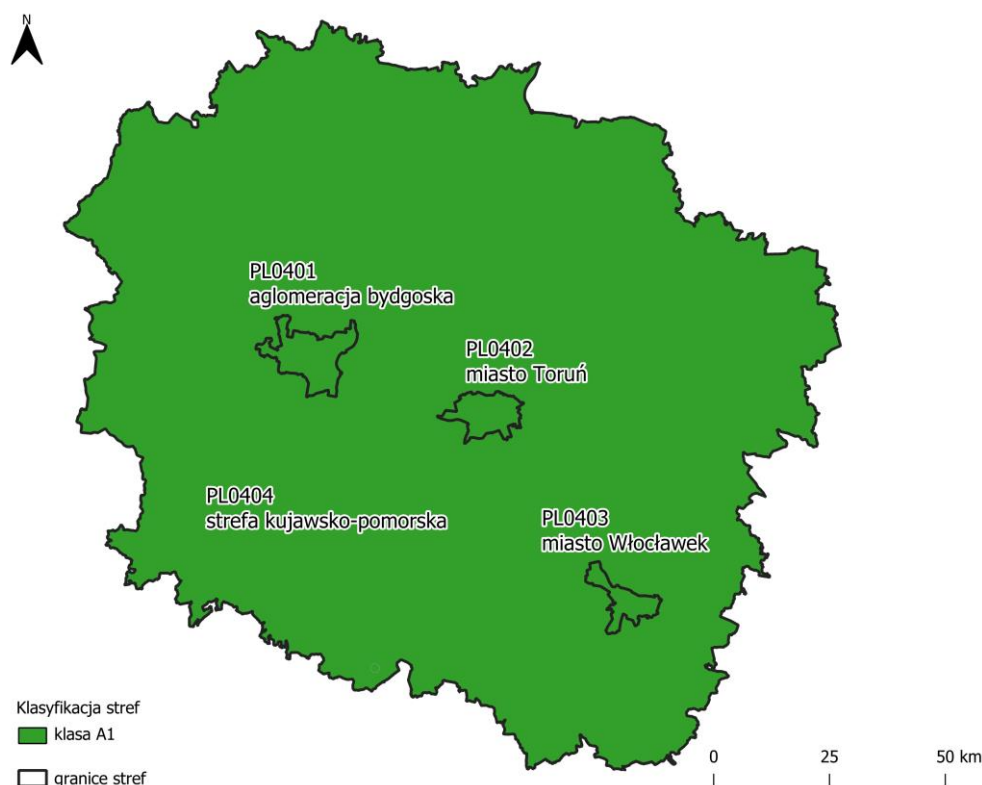 N
PL0401
aglomeracja bydgoska
PL0402
miasto Toruń
PL0404
strefa kujawsko-pomorska
PL0403
miasto Włocławek
Klasyfikacja stref
klasa A1
granice stref
0 25 50 km